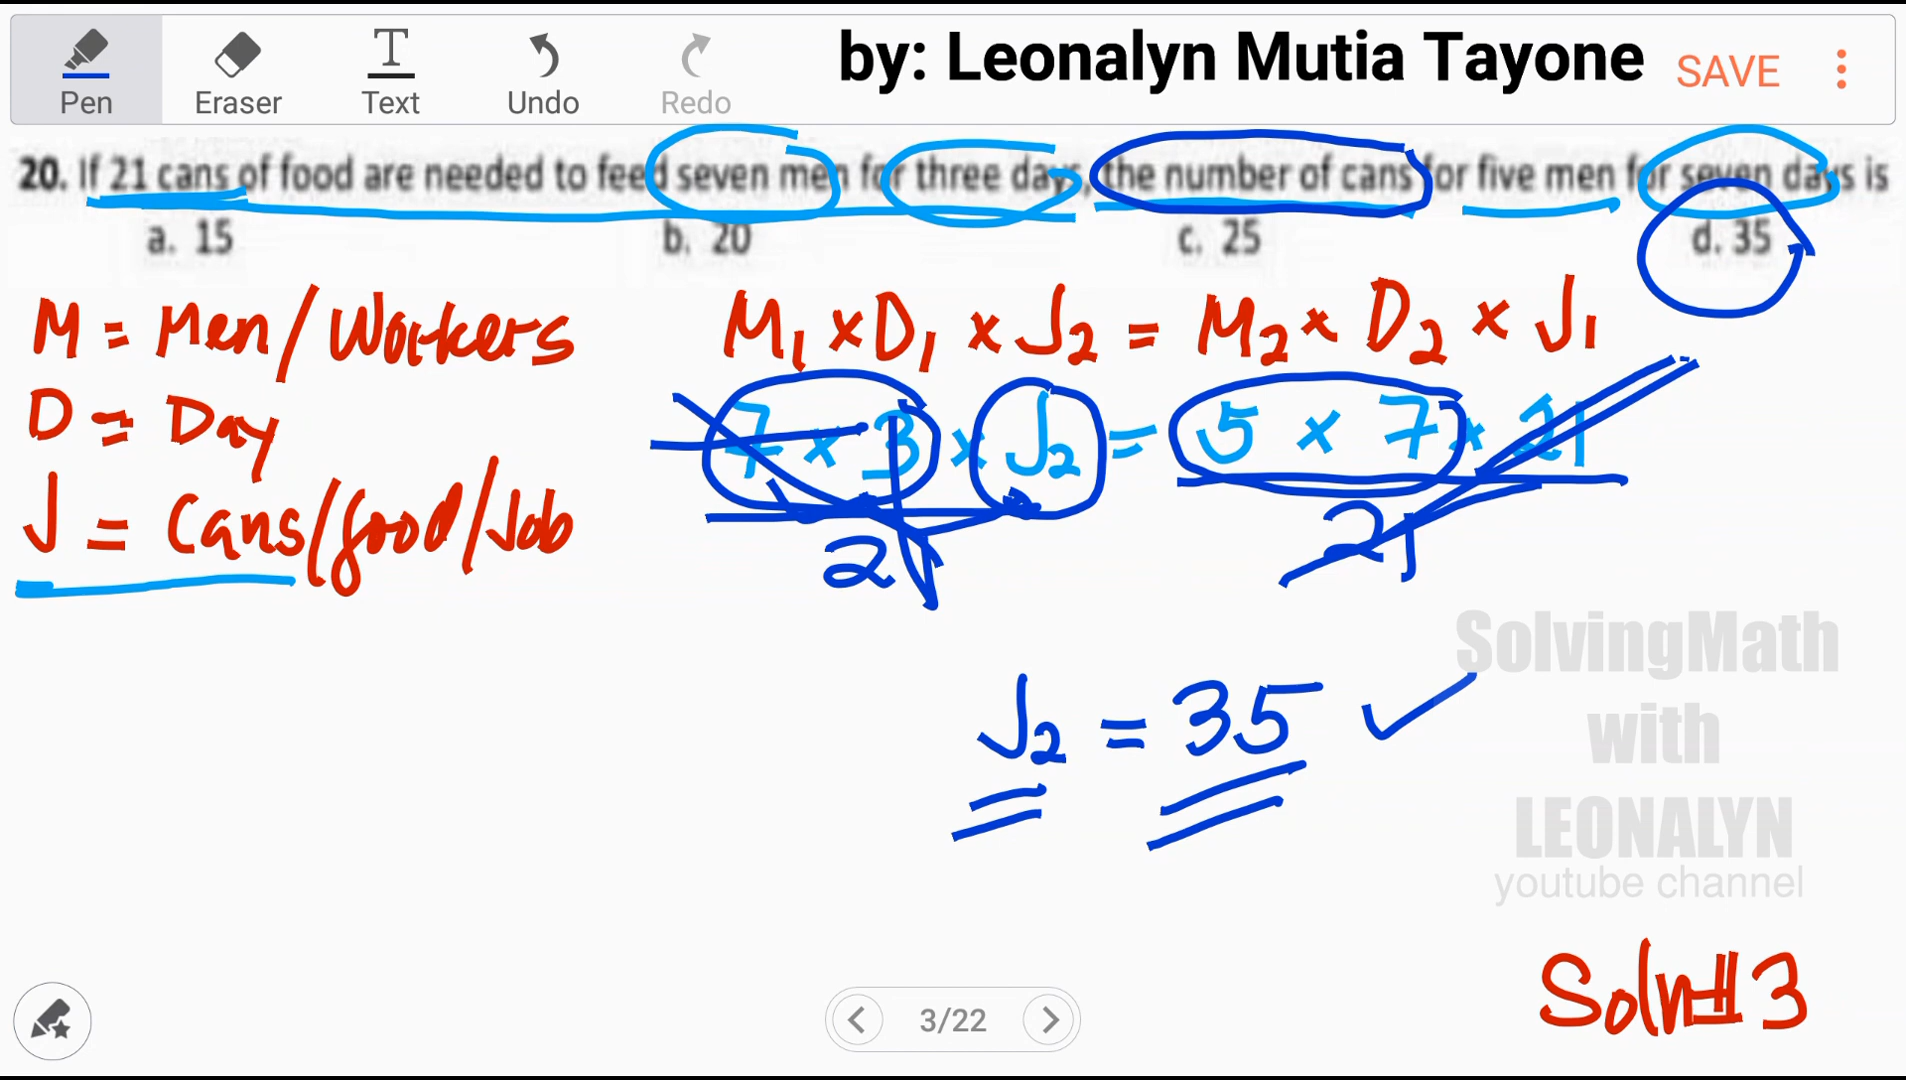 Pen Eraser Text Undo Redo by: Leonalyn Mutia Tayone SAVE
20. If 21 cans of food are needed to feed seven men for three days, the number of cans for five men for seven days is
a. 15 b. 20 c. 25 d. 35
M = Men/Workers
D = Day
J = Cans/food/Job
M1 x D1 x J2 = M2 x D2 x J1
7 x 3 x J2 = 5 x 7 x 21
21 21
J2 = 35 ✓
SolvingMath
with
LEONALYN
youtube channel
Soln#3
3/22